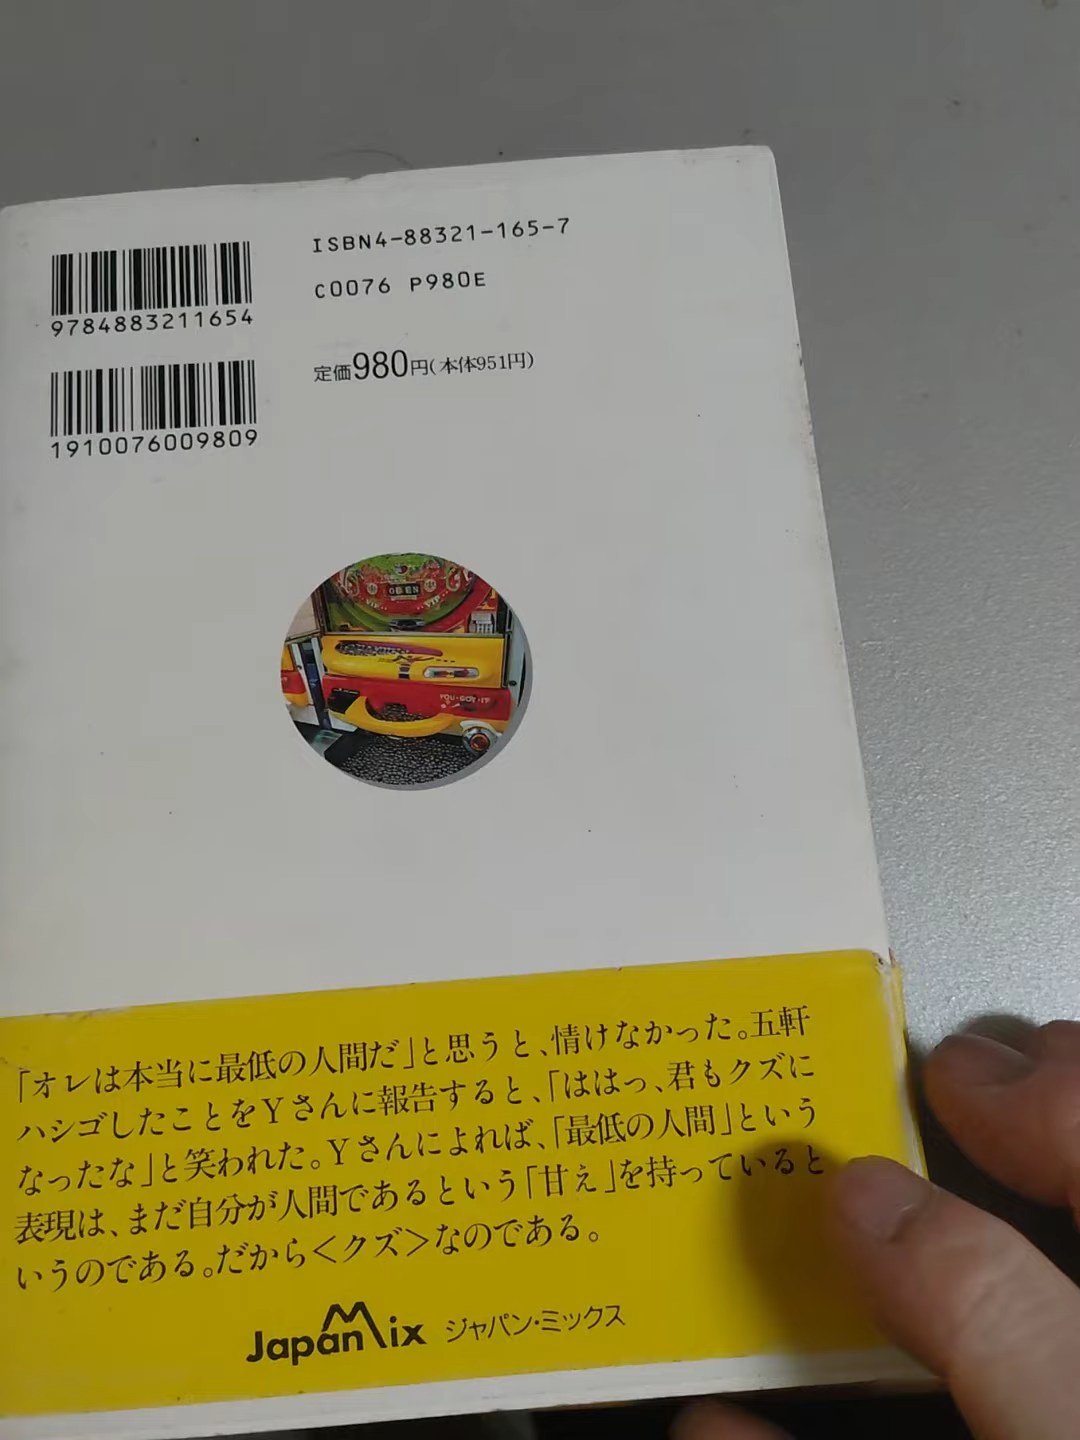 ISBN4-88321-165-7
C0076 P980E
9784883211654
定価980円(本体951円)
1910076009809
YOU-GOT-IT
「オレは本当に最低の人間だ」と思うと、情けなかった。五軒
ハシゴしたことをYさんに報告すると、「ははっ、君もクズに
なったな」と笑われた。Yさんによれば、「最低の人間」という
表現は、まだ自分が人間であるという「甘え」を持っていると
いうのである。だから<クズ>なのである。
JapanMix ジャパン・ミックス